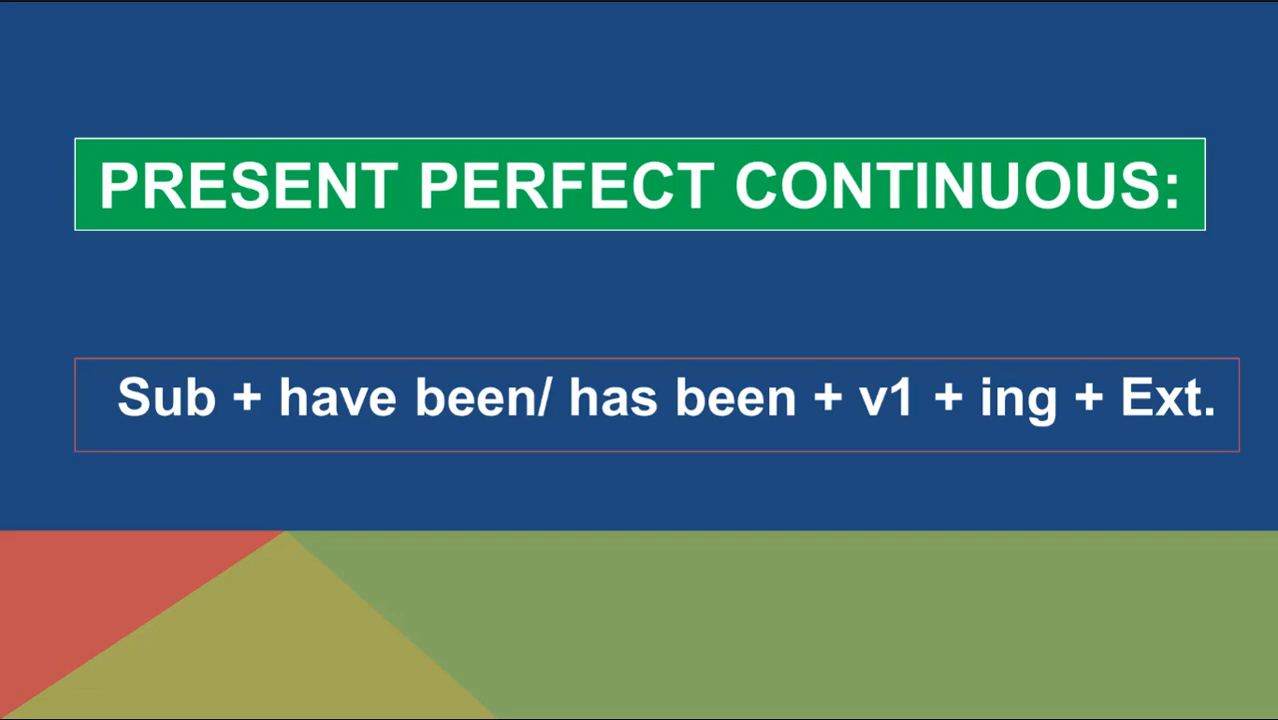 PRESENT PERFECT CONTINUOUS:
Sub + have been/ has been + v1 + ing + Ext.